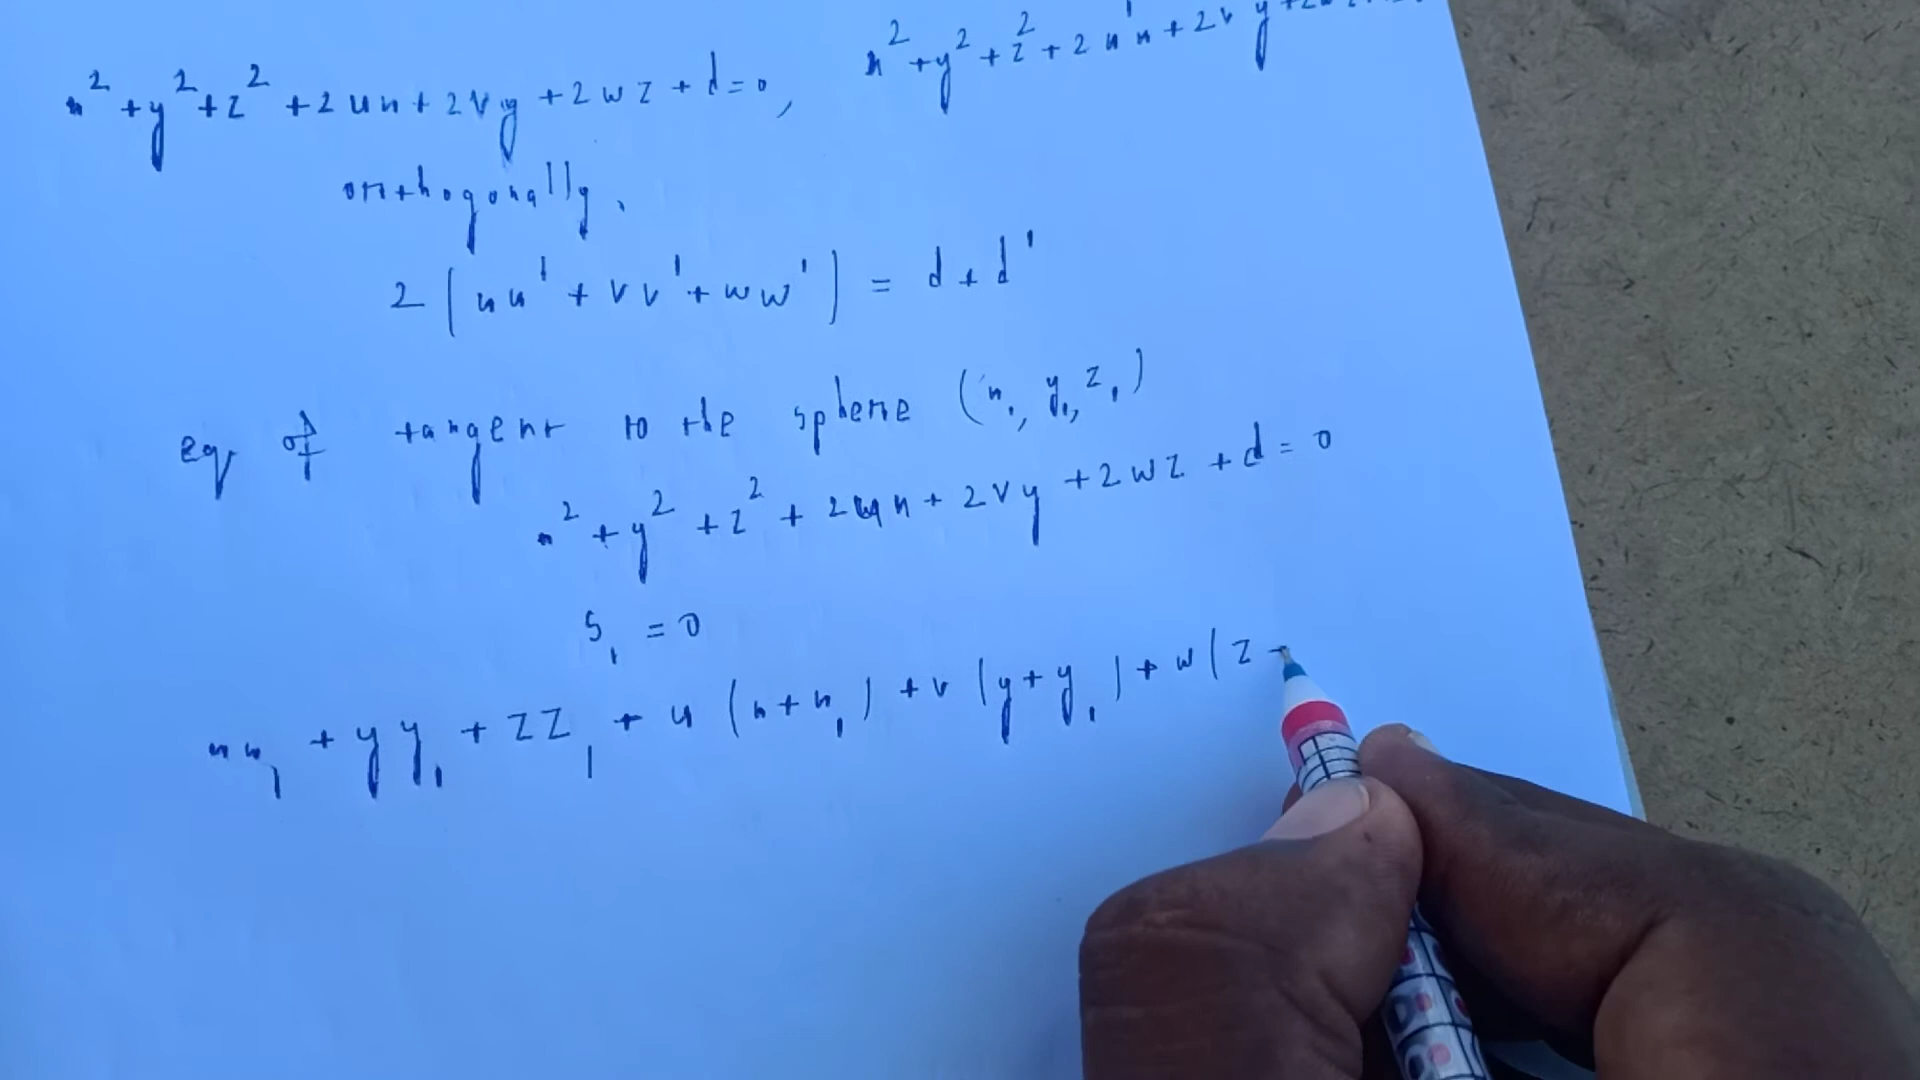 x² + y² + z² + 2ux + 2vy + 2wz + d = 0, x² + y² + z² + 2u'x + 2v'y
orthogonally.
2(uu' + vv' + ww') = d + d'
eq of tangent to the sphere (x₁, y₁, z₁)
x² + y² + z² + 2ux + 2vy + 2wz + d = 0
S₁ = 0
xx₁ + yy₁ + zz₁ + u(x + x₁) + v(y + y₁) + w(z +